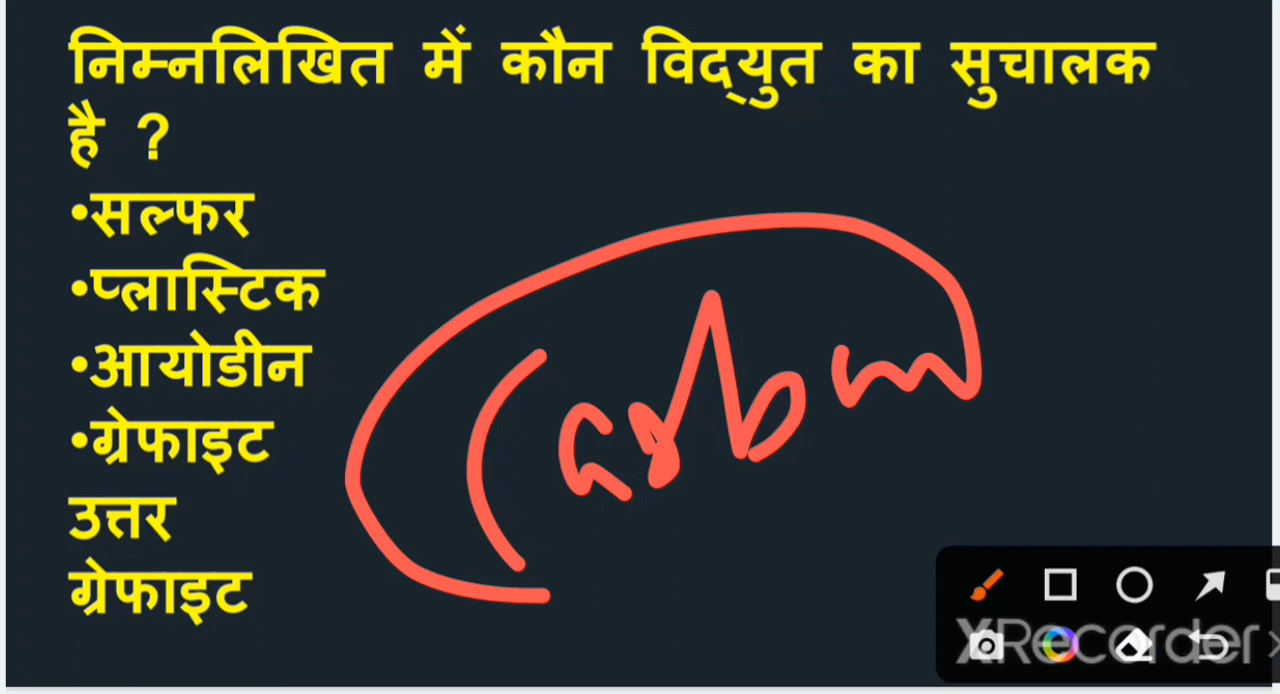 निम्नलिखित में कौन विद्युत का सुचालक
है ?
•सल्फर
•प्लास्टिक
•आयोडीन
•ग्रेफाइट
उत्तर
ग्रेफाइट
Carbon
XRecorder